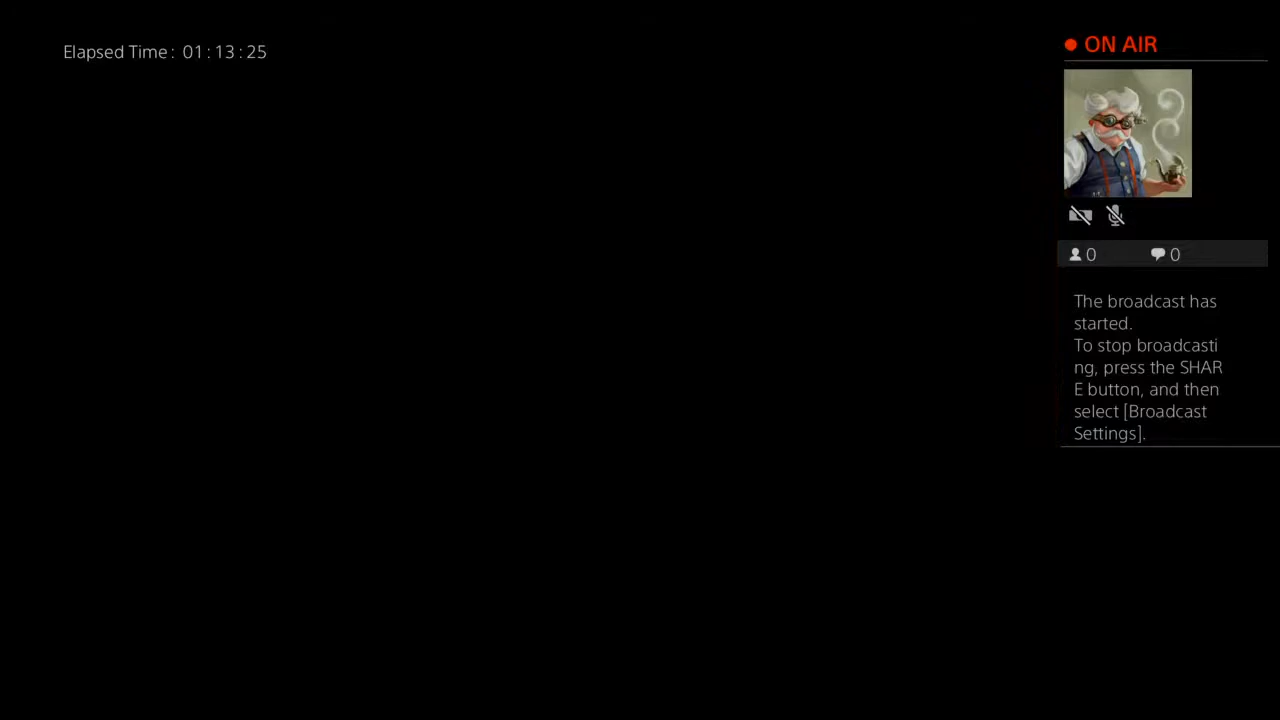 Elapsed Time: 01:13:25
ON AIR
0 0
The broadcast has
started.
To stop broadcasti
ng, press the SHAR
E button, and then
select [Broadcast
Settings].